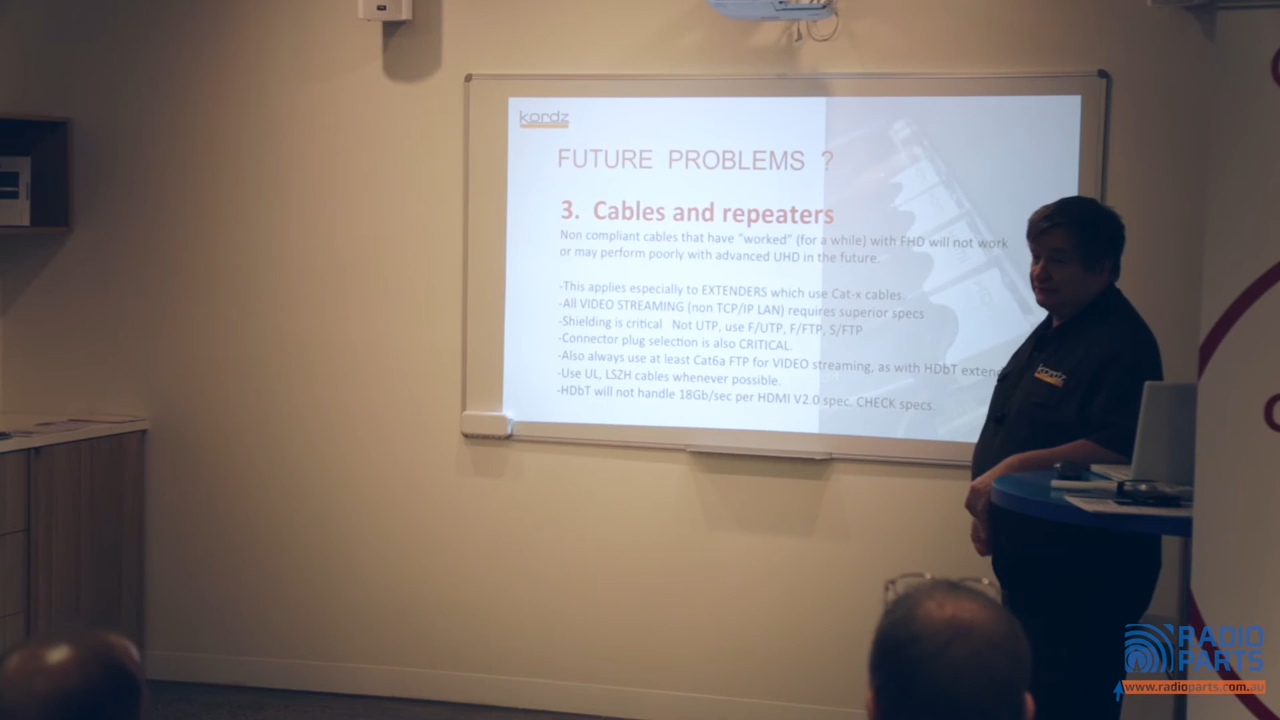 kordz
FUTURE PROBLEMS ?
3. Cables and repeaters
Non compliant cables that have "worked" (for a while) with FHD will not work
or may perform poorly with advanced UHD in the future.
-This applies especially to EXTENDERS which use Cat-x cables.
-All VIDEO STREAMING (non TCP/IP LAN) requires superior specs
-Shielding is critical Not UTP, use F/UTP, F/FTP, S/FTP
-Connector plug selection is also CRITICAL.
-Also always use at least Cat6a FTP for VIDEO streaming, as with HDbT extend
-Use UL, LSZH cables whenever possible.
-HDbT will not handle 18Gb/sec per HDMI V2.0 spec. CHECK specs.
kordz
RADIO
PARTS
www.radioparts.com.au